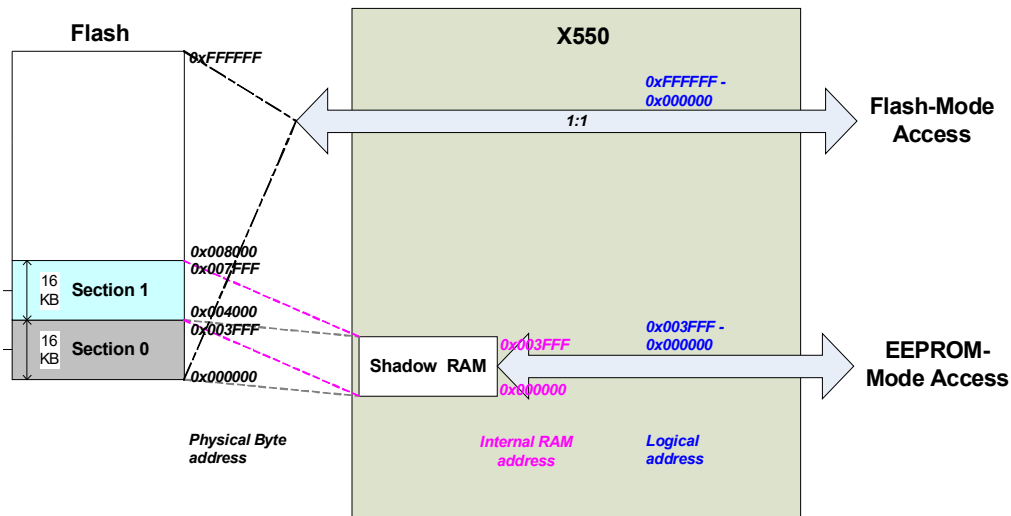 Flash
X550
0xFFFFFF
0xFFFFFF -
0x000000
1:1
Flash-Mode
Access
0x008000
0x007FFF
16
KB
Section 1
0x004000
0x003FFF
16
KB
Section 0
0x000000
Shadow RAM
0x003FFF
0x000000
0x003FFF -
0x000000
EEPROM-
Mode Access
Physical Byte
address
Internal RAM
address
Logical
address